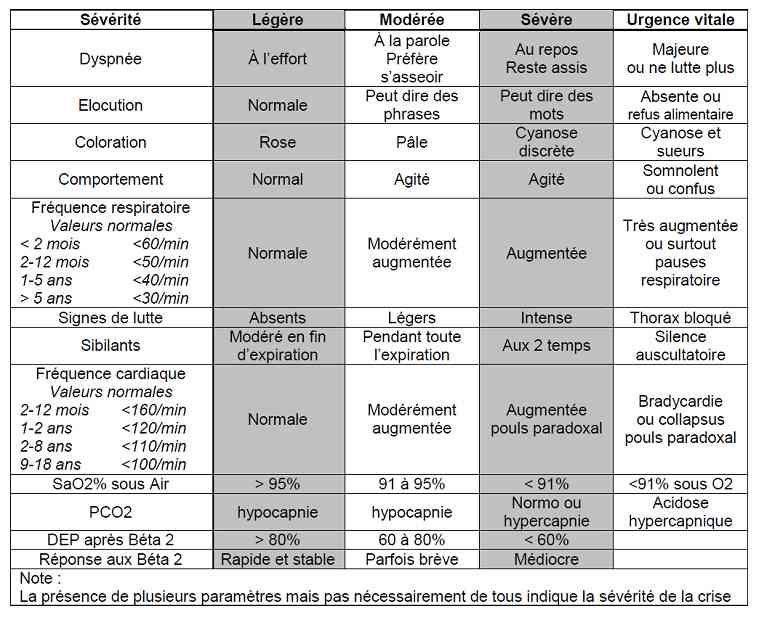 Sévérité Légère Modérée Sévère Urgence vitale
Dyspnée À l’effort À la parole Préfère s’asseoir Au repos Reste assis Majeure ou ne lutte plus
Elocution Normale Peut dire des phrases Peut dire des mots Absente ou refus alimentaire
Coloration Rose Pâle Cyanose discrète Cyanose et sueurs
Comportement Normal Agité Agité Somnolent ou confus
Fréquence respiratoire
Valeurs normales
< 2 mois <60/min
2-12 mois <50/min
1-5 ans <40/min
> 5 ans <30/min
Normale Modérément augmentée Augmentée Très augmentée ou surtout pauses respiratoire
Signes de lutte Absents Légers Intense Thorax bloqué
Sibilants Modéré en fin d’expiration Pendant toute l’expiration Aux 2 temps Silence auscultatoire
Fréquence cardiaque
Valeurs normales
2-12 mois <160/min
1-2 ans <120/min
2-8 ans <110/min
9-18 ans <100/min
Normale Modérément augmentée Augmentée pouls paradoxal Bradycardie ou collapsus pouls paradoxal
SaO2% sous Air > 95% 91 à 95% < 91% <91% sous O2
PCO2 hypocapnie hypocapnie Normo ou hypercapnie Acidose hypercapnique
DEP après Béta 2 > 80% 60 à 80% < 60%
Réponse aux Béta 2 Rapide et stable Parfois brève Médiocre
Note :
La présence de plusieurs paramètres mais pas nécessairement de tous indique la sévérité de la crise